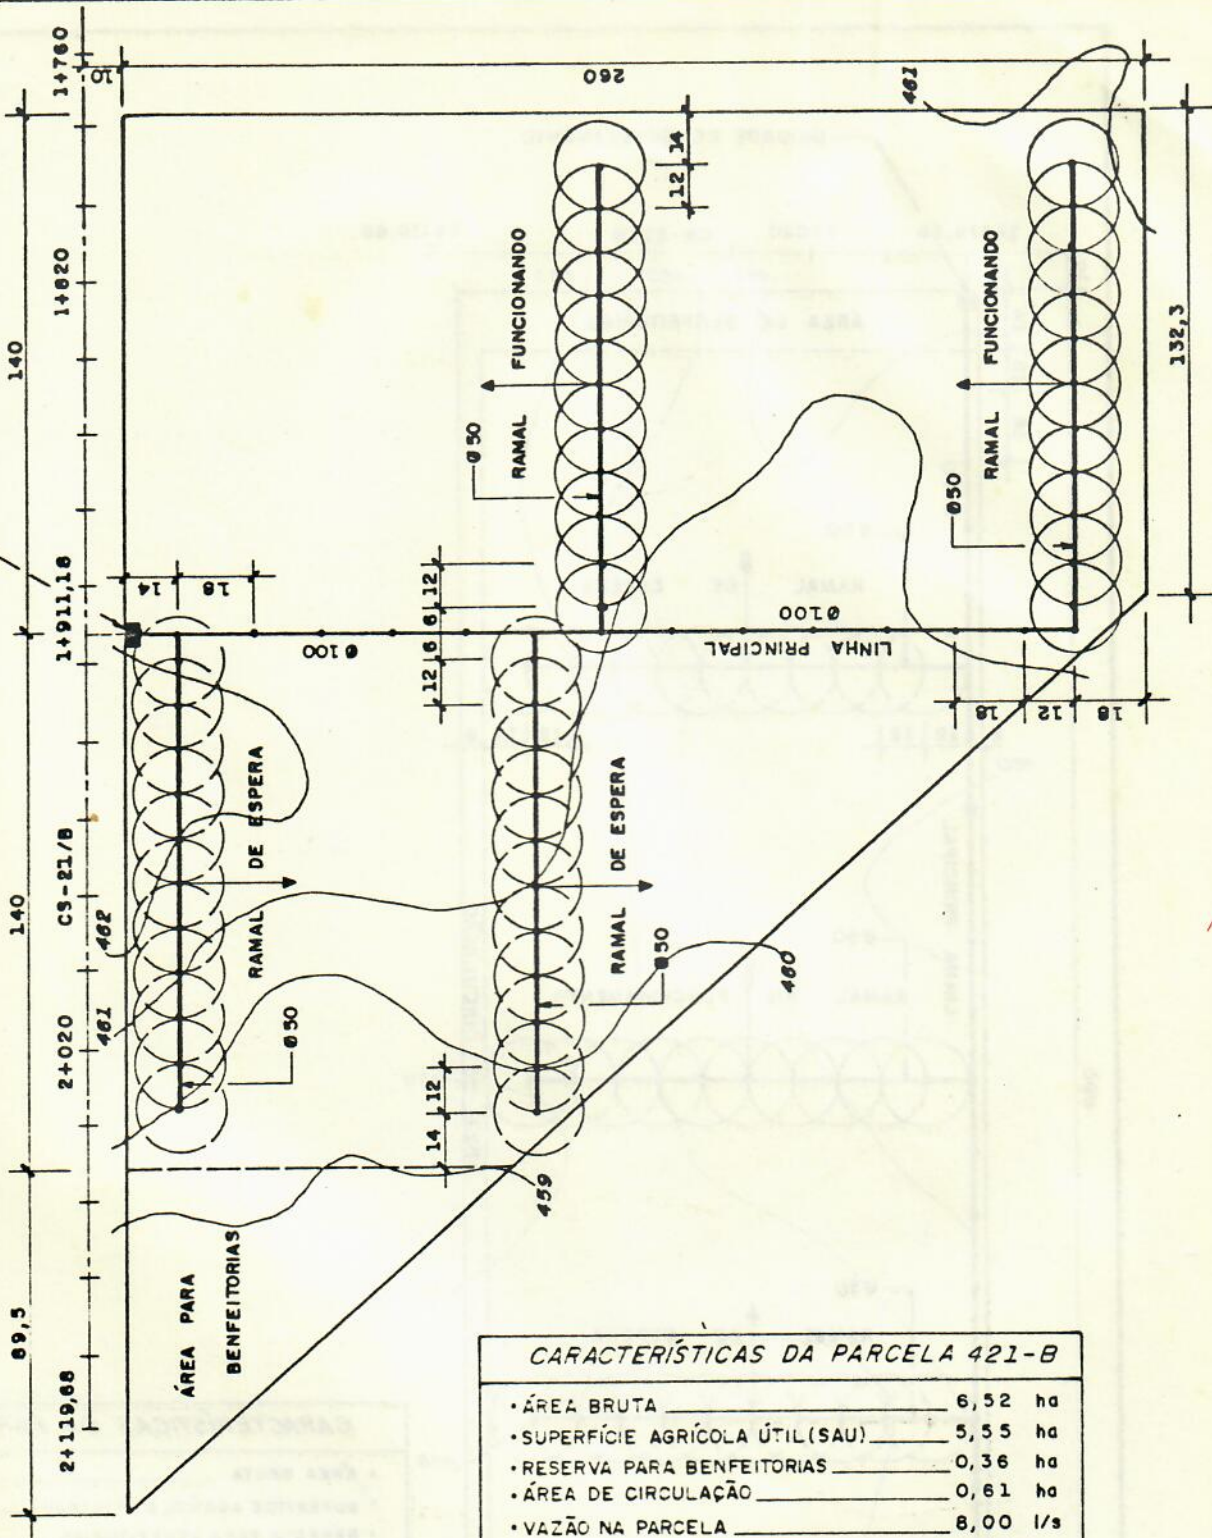 1+760
10
260
461
14
12
1+820
140
FUNCIONANDO
RAMAL
Ø50
FUNCIONANDO
RAMAL
Ø50
132,3
1+911,18
14
18
12
6
6
12
Ø100
LINHA PRINCIPAL
Ø100
18
12
18
RAMAL DE ESPERA
RAMAL DE ESPERA
CS-21/B
462
140
2+020
461
Ø50
Ø50
460
12
14
459
ÁREA PARA
BENFEITORIAS
89,5
2+119,68
CARACTERÍSTICAS DA PARCELA 421-B
• ÁREA BRUTA 6,52 ha
• SUPERFÍCIE AGRÍCOLA ÚTIL(SAU) 5,55 ha
• RESERVA PARA BENFEITORIAS 0,36 ha
• ÁREA DE CIRCULAÇÃO 0,61 ha
• VAZÃO NA PARCELA 8,00 l/s